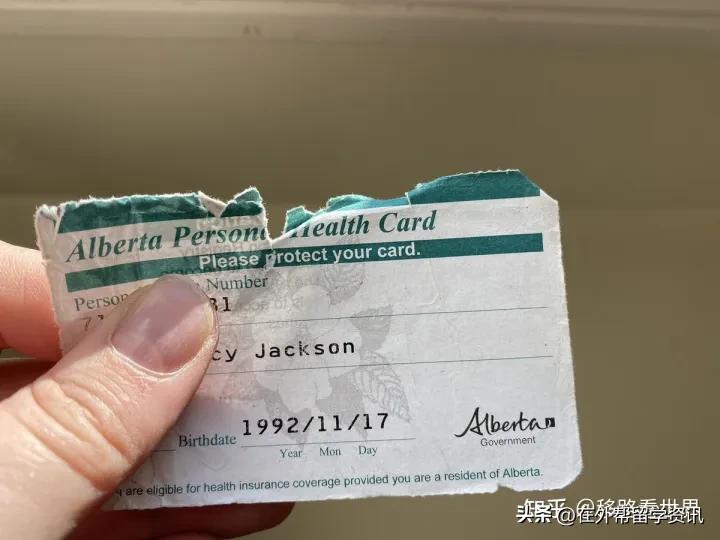 Alberta Persona Health Card
Please protect your card.
Person Number
71 31
cy Jackson
Birthdate 1992/11/17
Year Mon Day
Alberta
Government
are eligible for health insurance coverage provided you are a resident of Alberta.
知乎 @移路看世界
头条 @在外帮留学资讯